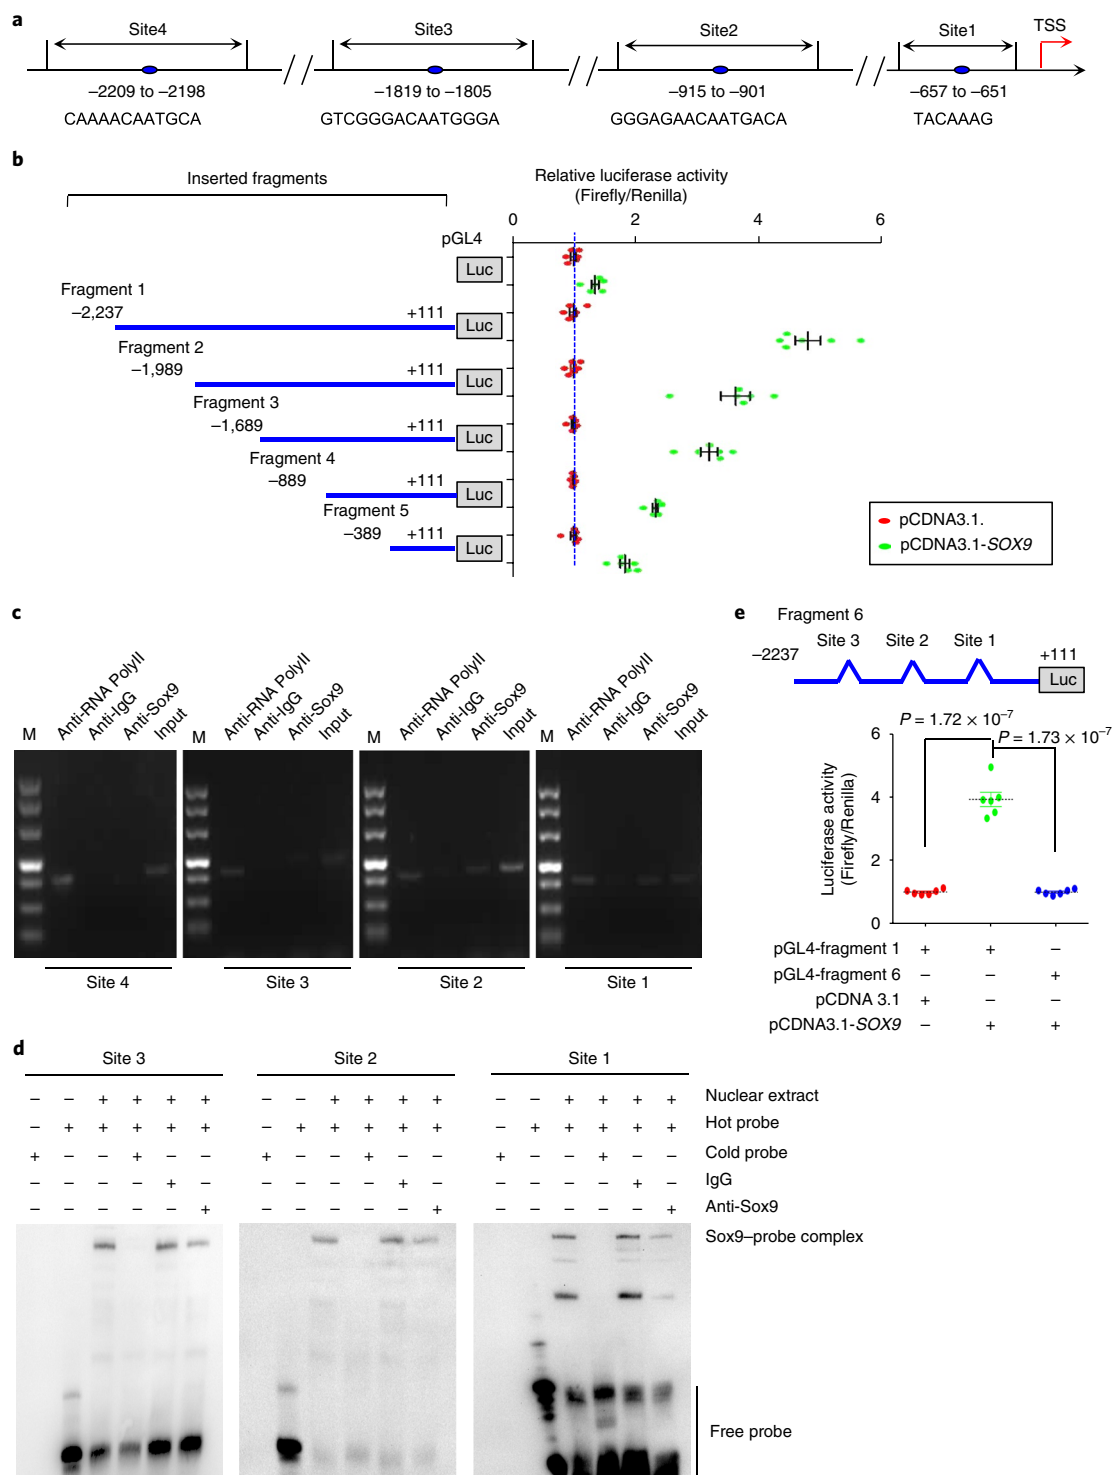 a
Site4 Site3 Site2 Site1 TSS
–2209 to –2198 –1819 to –1805 –915 to –901 –657 to –651
CAAAACAATGCA GTCGGGACAATGGGA GGGAGAACAATGACA TACAAAG
b
Inserted fragments
Relative luciferase activity
(Firefly/Renilla)
0 2 4 6
pGL4
Luc
Fragment 1
–2,237 +111
Luc
Fragment 2
–1,989 +111
Luc
Fragment 3
–1,689 +111
Luc
Fragment 4
–889 +111
Luc
Fragment 5
–389 +111
Luc
pCDNA3.1.
pCDNA3.1-SOX9
c
M Anti-RNA PolyII Anti-IgG Anti-Sox9 Input M Anti-RNA PolyII Anti-IgG Anti-Sox9 Input M Anti-RNA PolyII Anti-IgG Anti-Sox9 Input M Anti-RNA PolyII Anti-IgG Anti-Sox9 Input
Site 4 Site 3 Site 2 Site 1
e
Fragment 6
Site 3 Site 2 Site 1
–2237 +111
Luc
P = 1.72 × 10⁻⁷
P = 1.73 × 10⁻⁷
Luciferase activity
(Firefly/Renilla)
6
4
2
0
pGL4-fragment 1 + + –
pGL4-fragment 6 – – +
pCDNA 3.1 + – –
pCDNA3.1-SOX9 – + +
d
Site 3 Site 2 Site 1
– – + + + + – – + + + + – – + + + + Nuclear extract
– + + + + + – + + + + + – + + + + + Hot probe
+ – – + – – + – – + – – + – – + – – Cold probe
– – – – + – – – – – + – – – – – + – IgG
– – – – – + – – – – – + – – – – – + Anti-Sox9
Sox9–probe complex
Free probe